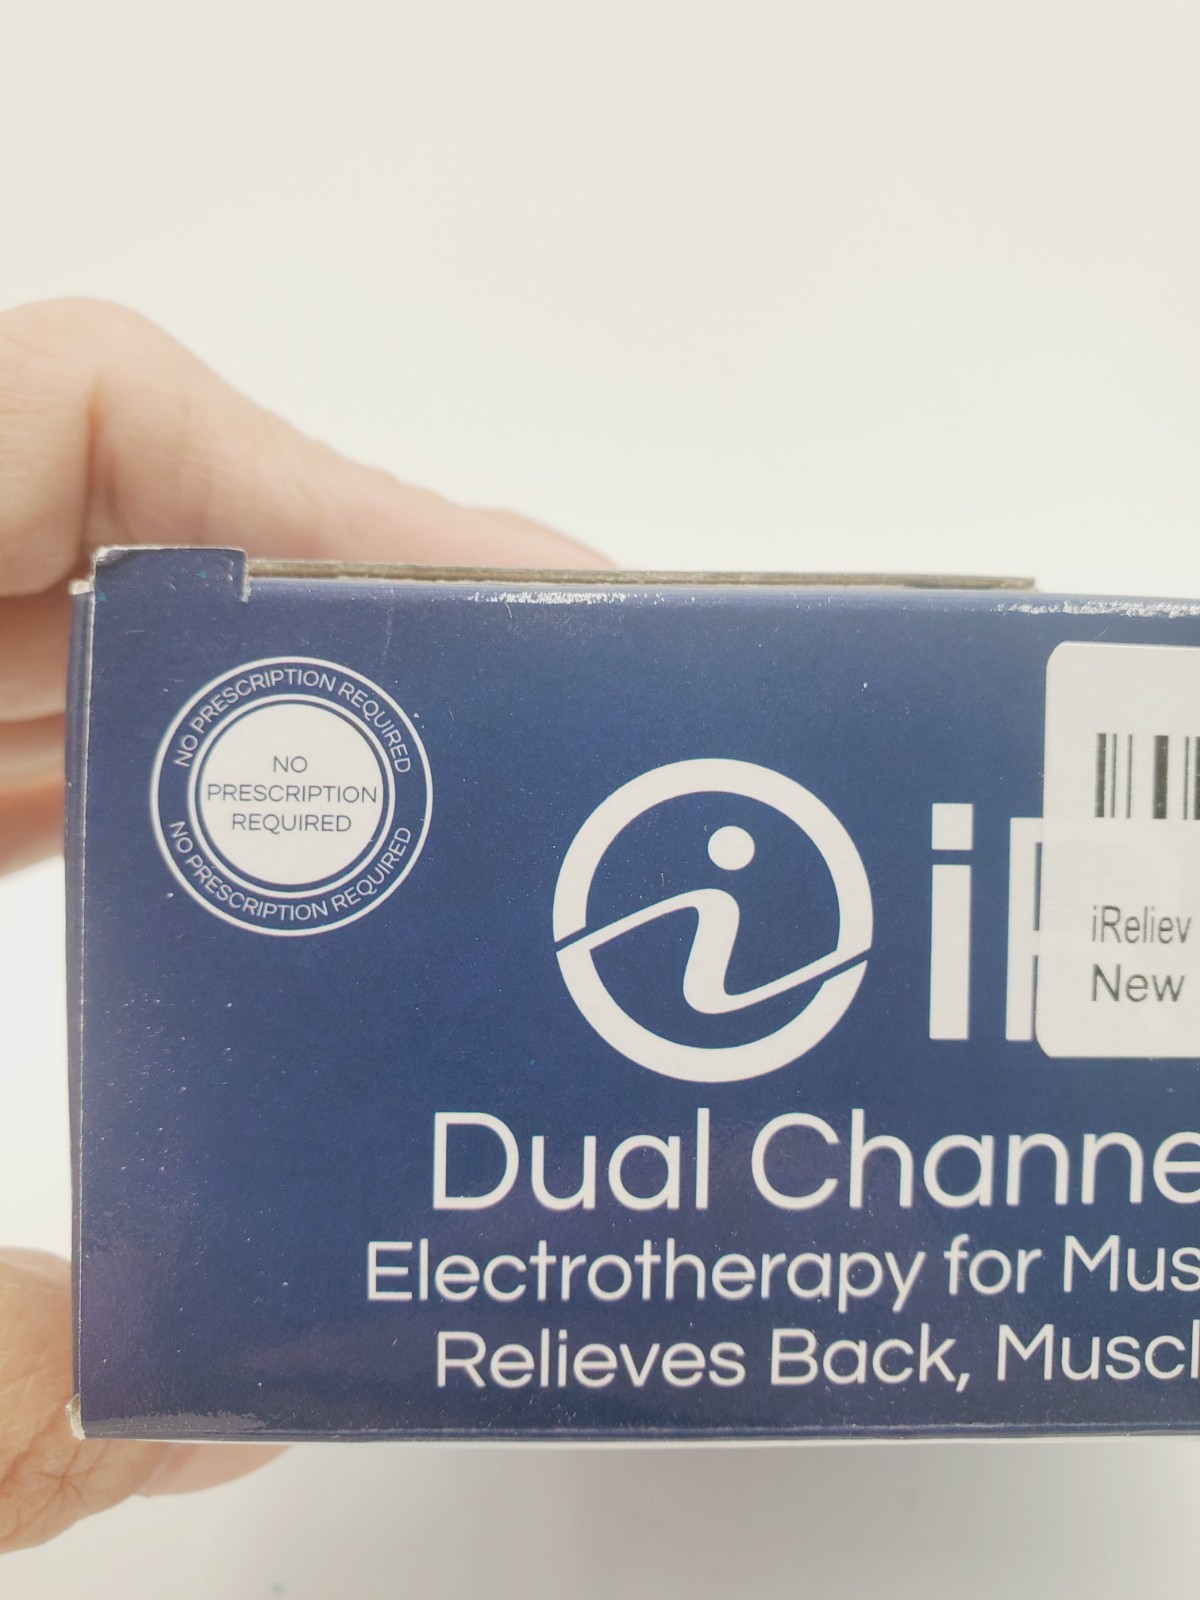 NO PRESCRIPTION REQUIRED
NO
PRESCRIPTION
REQUIRED
NO PRESCRIPTION REQUIRED
i
iReliev
New
Dual Channe
Electrotherapy for Mus
Relieves Back, Muscl